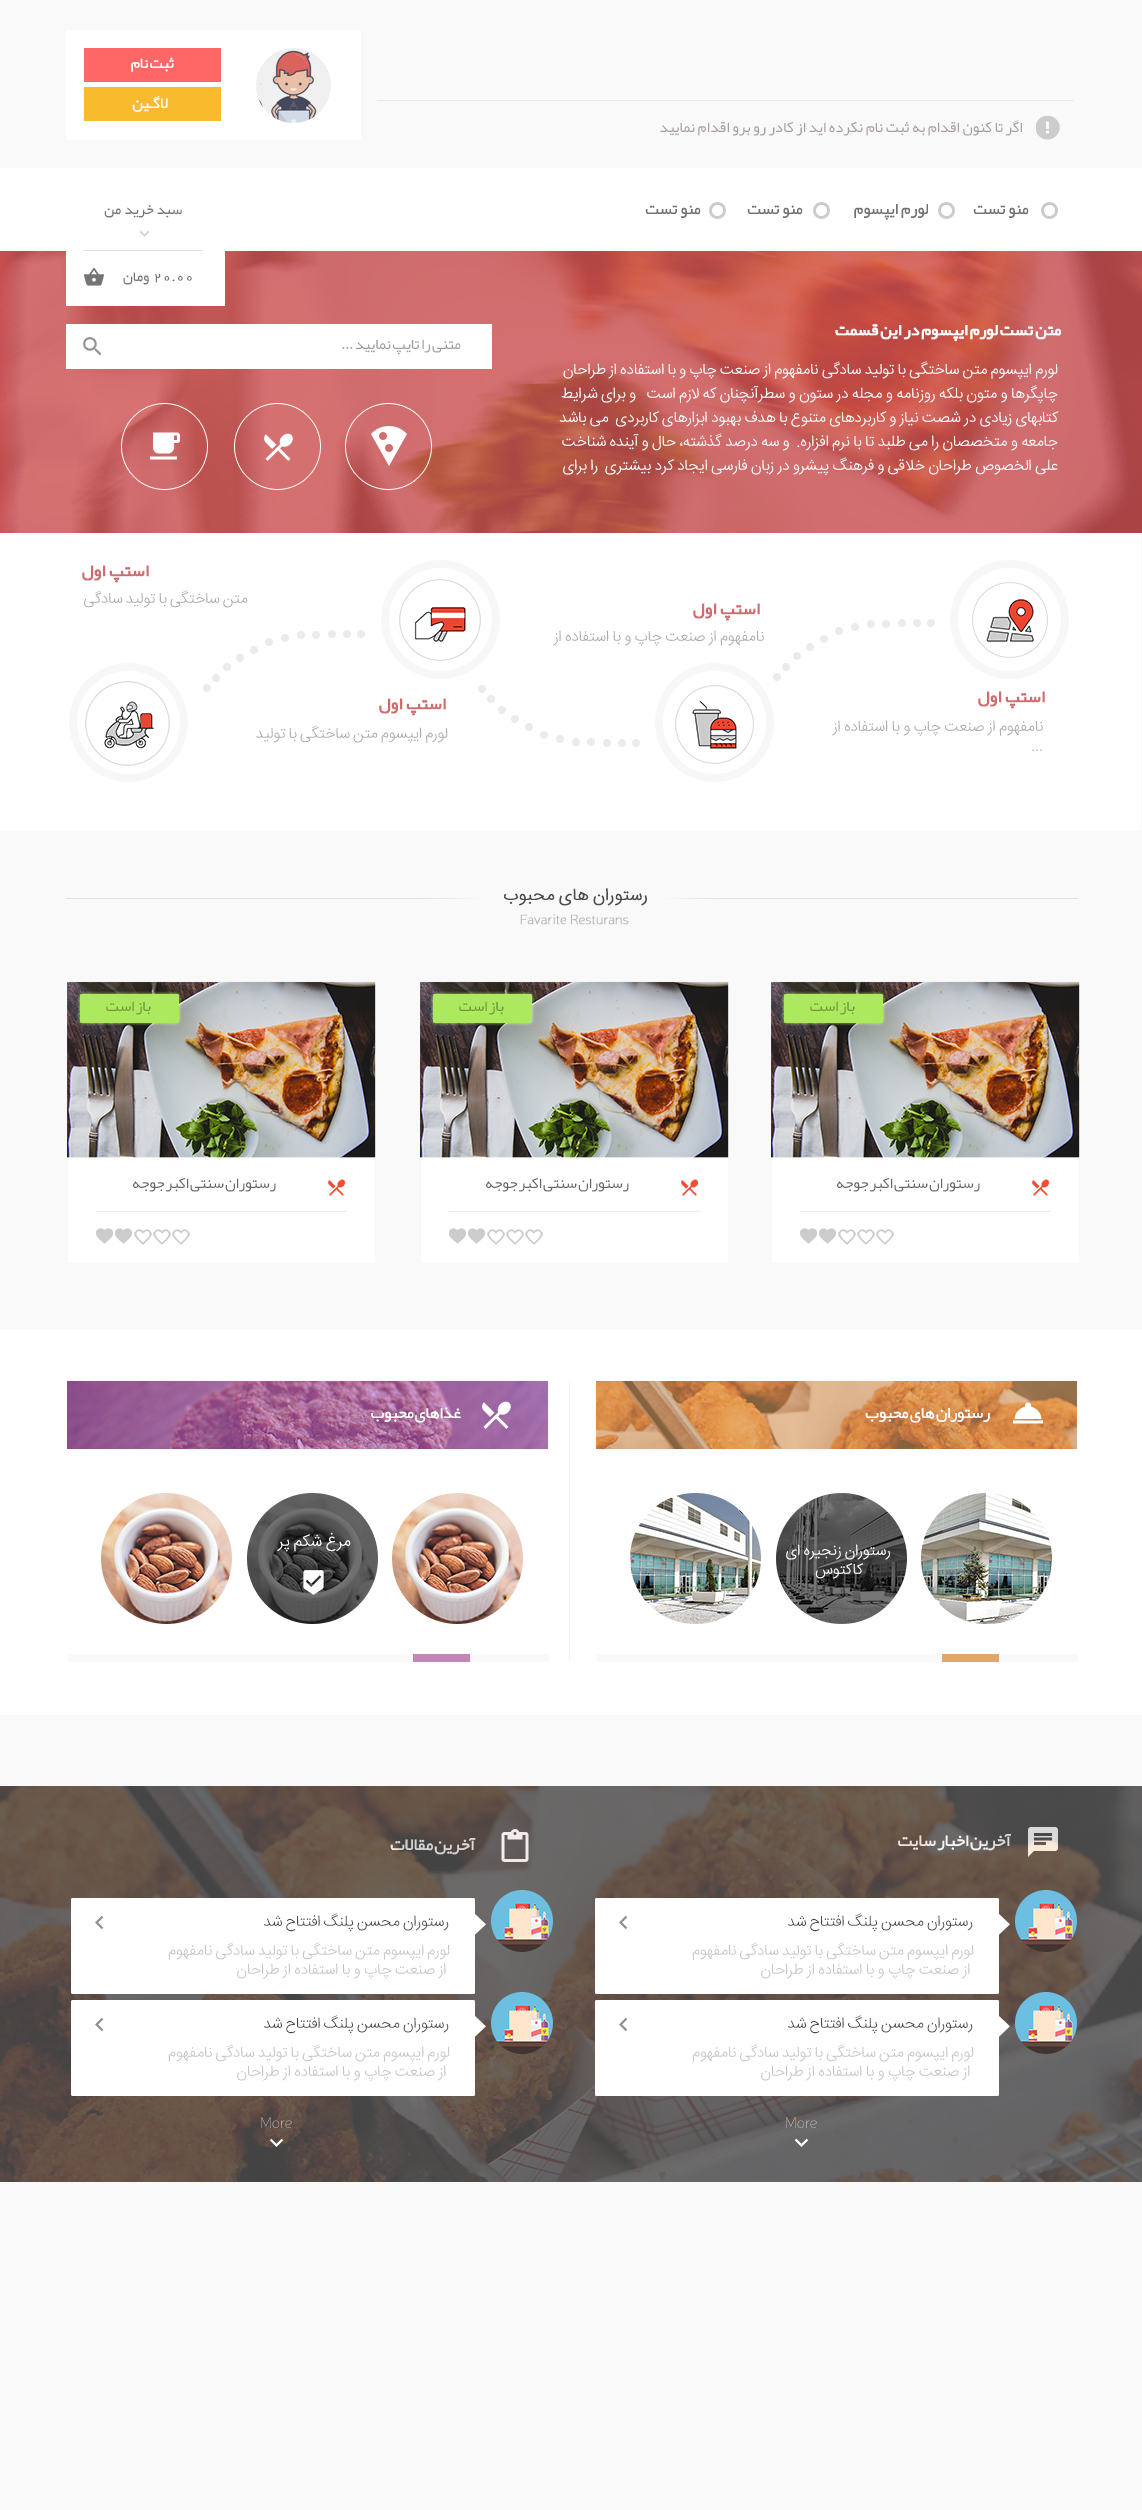 ثبت نام
لاگین
اگر تا کنون اقدام به ثبت نام نکرده اید از کادر رو برو اقدام نمایید
منو تست
لورم ایپسوم
منو تست
منو تست
سبد خرید من
۲۰.۰۰ ومان
متن تست لورم ایپسوم در این قسمت
لورم ایپسوم متن ساختگی با تولید سادگی نامفهوم از صنعت چاپ و با استفاده از طراحان
چاپگرها و متون بلکه روزنامه و مجله در ستون و سطرآنچنان که لازم است و برای شرایط
کتابهای زیادی در شصت نیاز و کاربردهای متنوع با هدف بهبود ابزارهای کاربردی می باشد
جامعه و متخصصان را می طلبد تا با نرم افزاره. و سه درصد گذشته، حال و آینده شناخت
علی الخصوص طراحان خلاقی و فرهنگ پیشرو در زبان فارسی ایجاد کرد بیشتری را برای
متنی را تایپ نمایید ...
استپ اول
نامفهوم از صنعت چاپ و با استفاده از
...
استپ اول
نامفهوم از صنعت چاپ و با استفاده از
استپ اول
لورم ایپسوم متن ساختگی با تولید
استپ اول
متن ساختگی با تولید سادگی
رستوران های محبوب
Favarite Resturans
باز است
رستوران سنتی اکبر جوجه
باز است
رستوران سنتی اکبر جوجه
باز است
رستوران سنتی اکبر جوجه
رستوران های محبوب
رستوران زنجیره ای
کاکتوس
غذاهای محبوب
مرغ شکم پر
آخرین اخبار سایت
رستوران محسن پلنگ افتتاح شد
لورم ایپسوم متن ساختگی با تولید سادگی نامفهوم
از صنعت چاپ و با استفاده از طراحان
رستوران محسن پلنگ افتتاح شد
لورم ایپسوم متن ساختگی با تولید سادگی نامفهوم
از صنعت چاپ و با استفاده از طراحان
More
آخرین مقالات
رستوران محسن پلنگ افتتاح شد
لورم ایپسوم متن ساختگی با تولید سادگی نامفهوم
از صنعت چاپ و با استفاده از طراحان
رستوران محسن پلنگ افتتاح شد
لورم ایپسوم متن ساختگی با تولید سادگی نامفهوم
از صنعت چاپ و با استفاده از طراحان
More